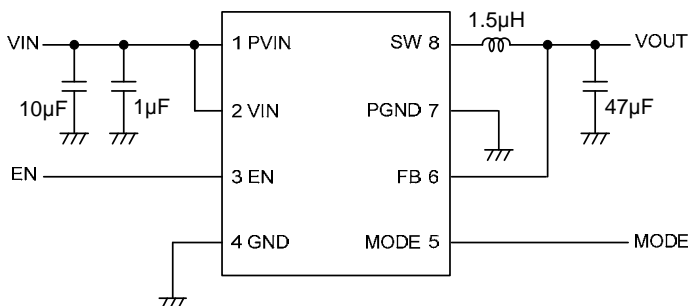 1.5µH
VIN
1 PVIN
SW 8
VOUT
10µF
1µF
2 VIN
PGND 7
47µF
EN
3 EN
FB 6
4 GND
MODE 5
MODE